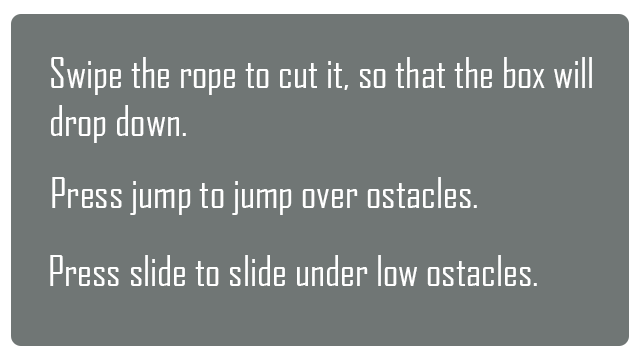 Swipe the rope to cut it, so that the box will
drop down.
Press jump to jump over ostacles.
Press slide to slide under low ostacles.